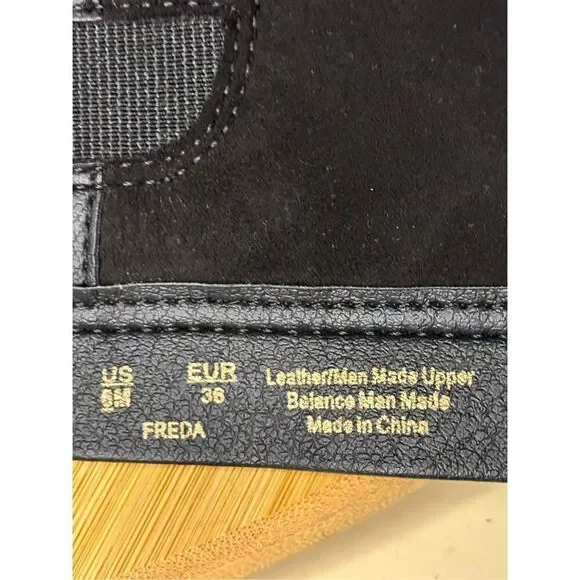 US EUR Leather/Man Made Upper
6M 36 Balance Man Made
FREDA Made in China